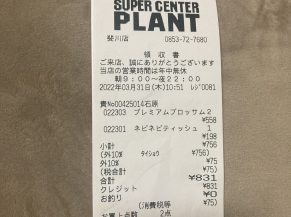 SUPER CENTER
PLANT
斐川店 0853-72-7680
領収書
ご来店、誠にありがとうございます
当店の営業時間は年中無休
朝9:00〜夜22:00
2022年03月31日(木)10:51 レジ0081
責No00425014石原
022303 プレミアムブロッサム2
¥558
022301 ネピネピティッシュ 1
¥198
小計 ¥756
(外10% タイショウ ¥756)
外10% ¥75
(税合計 ¥75)
合計 ¥831
クレジット ¥831
お釣り ¥0
(消費税等 ¥75)
お買上点数 2点